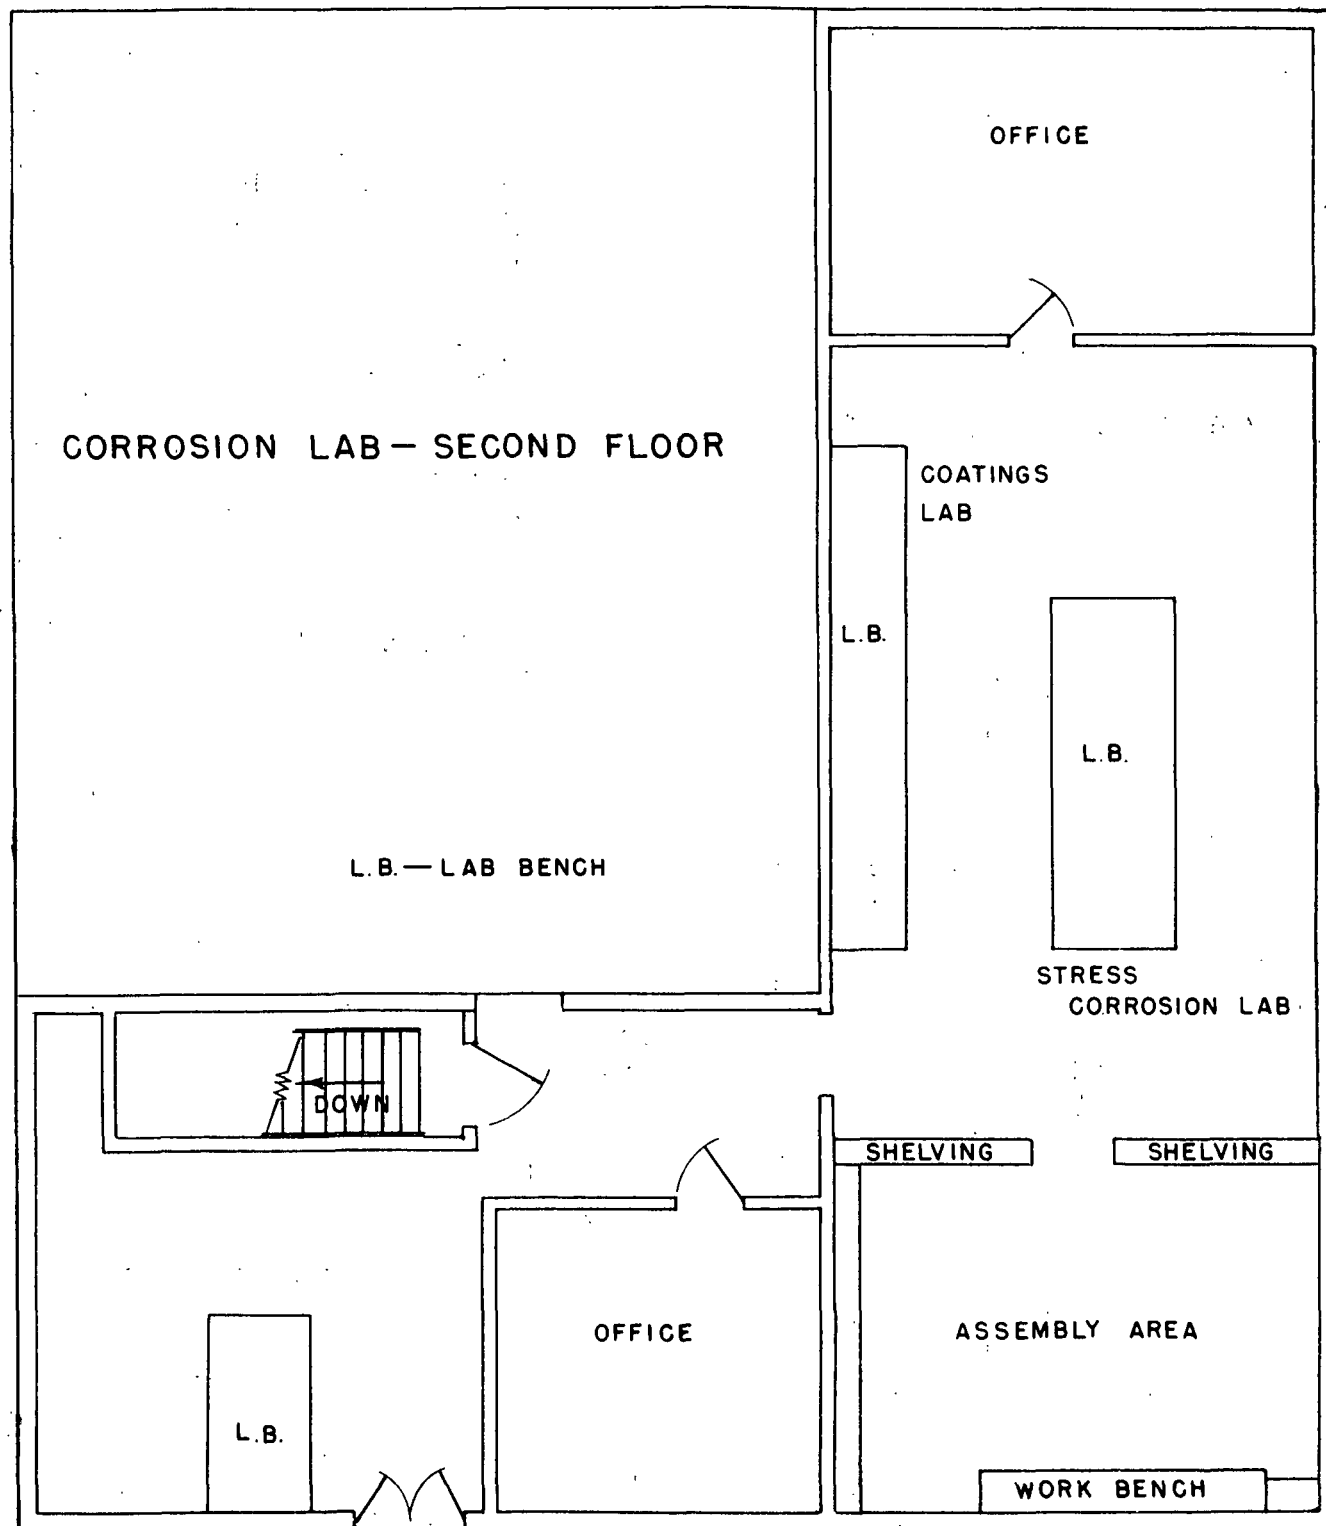 OFFICE
CORROSION LAB — SECOND FLOOR
COATINGS
LAB
L.B.
L.B.
L.B. — LAB BENCH
STRESS
CORROSION LAB
DOWN
SHELVING
SHELVING
OFFICE
ASSEMBLY AREA
L.B.
WORK BENCH